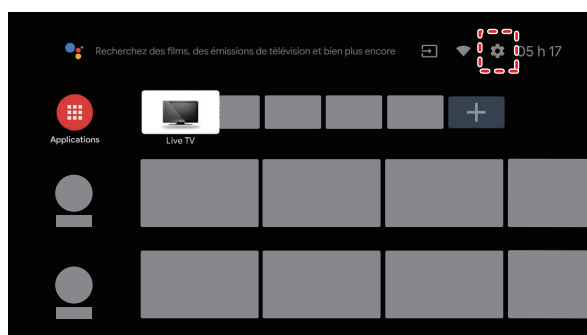 Recherchez des films, des émissions de télévision et bien plus encore 05 h 17
Applications
Live TV